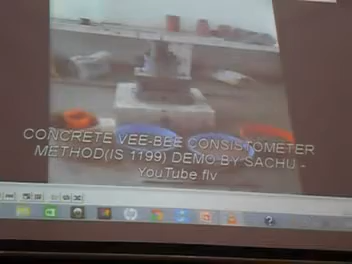 CONCRETE VEE-BEE CONSISTOMETER
METHOD(IS 1199) DEMO BY SACHU -
YouTube flv